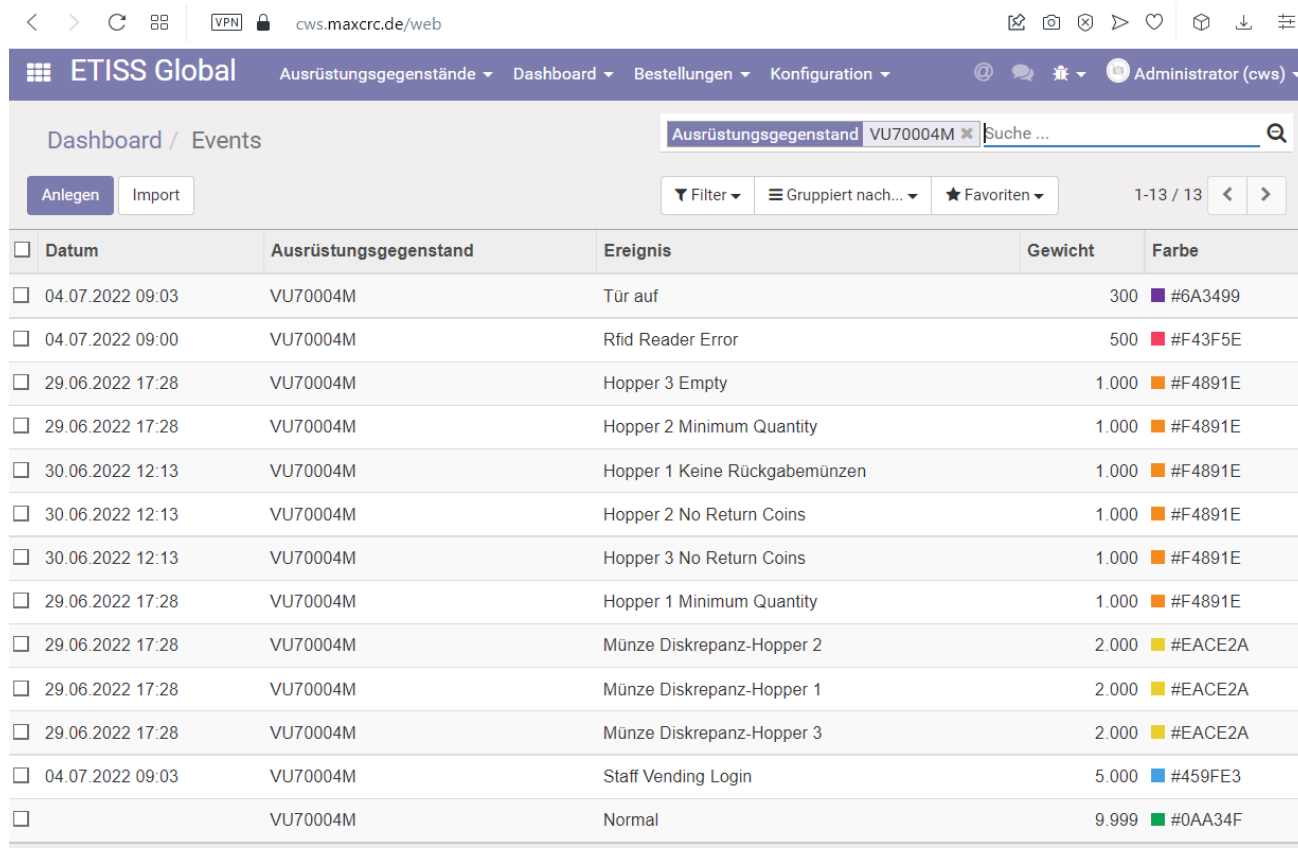 VPN cws.maxcrc.de/web
ETISS Global Ausrüstungsgegenstände Dashboard Bestellungen Konfiguration @ Administrator (cws)
Dashboard / Events Ausrüstungsgegenstand VU70004M Suche ...
Anlegen Import Filter Gruppiert nach... Favoriten 1-13 / 13
Datum Ausrüstungsgegenstand Ereignis Gewicht Farbe
04.07.2022 09:03 VU70004M Tür auf 300 #6A3499
04.07.2022 09:00 VU70004M Rfid Reader Error 500 #F43F5E
29.06.2022 17:28 VU70004M Hopper 3 Empty 1.000 #F4891E
29.06.2022 17:28 VU70004M Hopper 2 Minimum Quantity 1.000 #F4891E
30.06.2022 12:13 VU70004M Hopper 1 Keine Rückgabemünzen 1.000 #F4891E
30.06.2022 12:13 VU70004M Hopper 2 No Return Coins 1.000 #F4891E
30.06.2022 12:13 VU70004M Hopper 3 No Return Coins 1.000 #F4891E
29.06.2022 17:28 VU70004M Hopper 1 Minimum Quantity 1.000 #F4891E
29.06.2022 17:28 VU70004M Münze Diskrepanz-Hopper 2 2.000 #EACE2A
29.06.2022 17:28 VU70004M Münze Diskrepanz-Hopper 1 2.000 #EACE2A
29.06.2022 17:28 VU70004M Münze Diskrepanz-Hopper 3 2.000 #EACE2A
04.07.2022 09:03 VU70004M Staff Vending Login 5.000 #459FE3
VU70004M Normal 9.999 #0AA34F